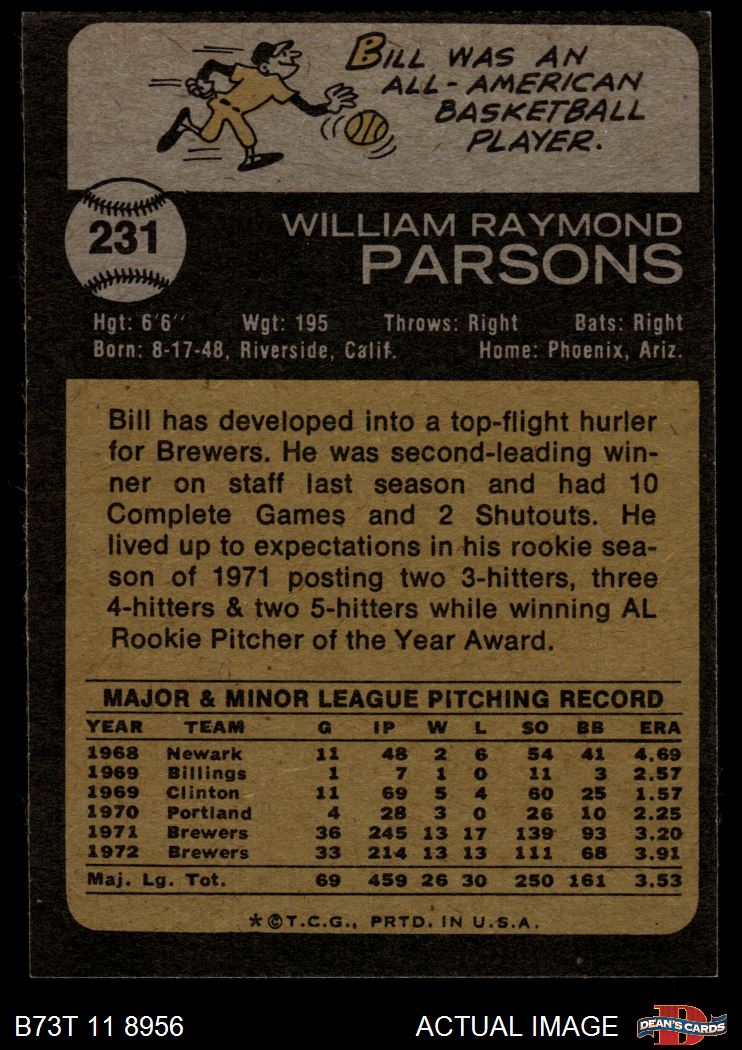 BILL WAS AN
ALL-AMERICAN
BASKETBALL
PLAYER.
231
WILLIAM RAYMOND
PARSONS
Hgt: 6'6" Wgt: 195 Throws: Right Bats: Right
Born: 8-17-48, Riverside, Calif. Home: Phoenix, Ariz.
Bill has developed into a top-flight hurler
for Brewers. He was second-leading win-
ner on staff last season and had 10
Complete Games and 2 Shutouts. He
lived up to expectations in his rookie sea-
son of 1971 posting two 3-hitters, three
4-hitters & two 5-hitters while winning AL
Rookie Pitcher of the Year Award.
MAJOR & MINOR LEAGUE PITCHING RECORD
YEAR TEAM G IP W L SO BB ERA
1968 Newark 11 48 2 6 54 41 4.69
1969 Billings 1 7 1 0 11 3 2.57
1969 Clinton 11 69 5 4 60 25 1.57
1970 Portland 4 28 3 0 26 10 2.25
1971 Brewers 36 245 13 17 139 93 3.20
1972 Brewers 33 214 13 13 111 68 3.91
Maj. Lg. Tot. 69 459 26 30 250 161 3.53
*©T.C.G., PRTD. IN U.S.A.
B73T 11 8956 ACTUAL IMAGE DEAN'S CARDS